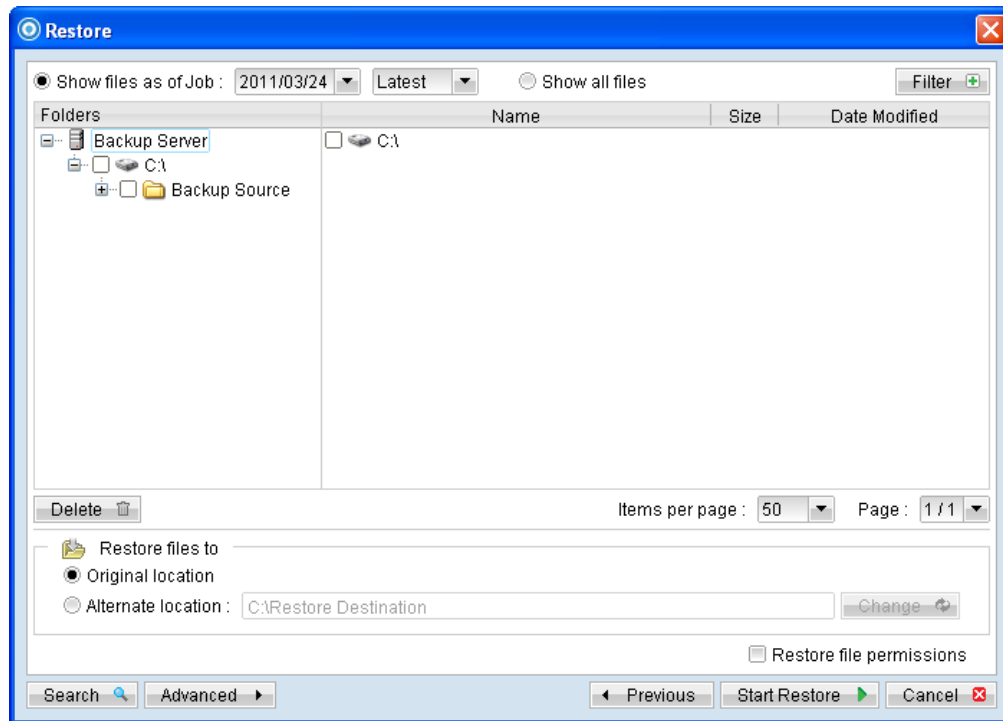 Restore
Show files as of Job : 2011/03/24 Latest Show all files Filter
Folders Name Size Date Modified
Backup Server C:\
C:\
Backup Source
Delete Items per page : 50 Page : 1 / 1
Restore files to
Original location
Alternate location : C:\Restore Destination Change
Restore file permissions
Search Advanced Previous Start Restore Cancel